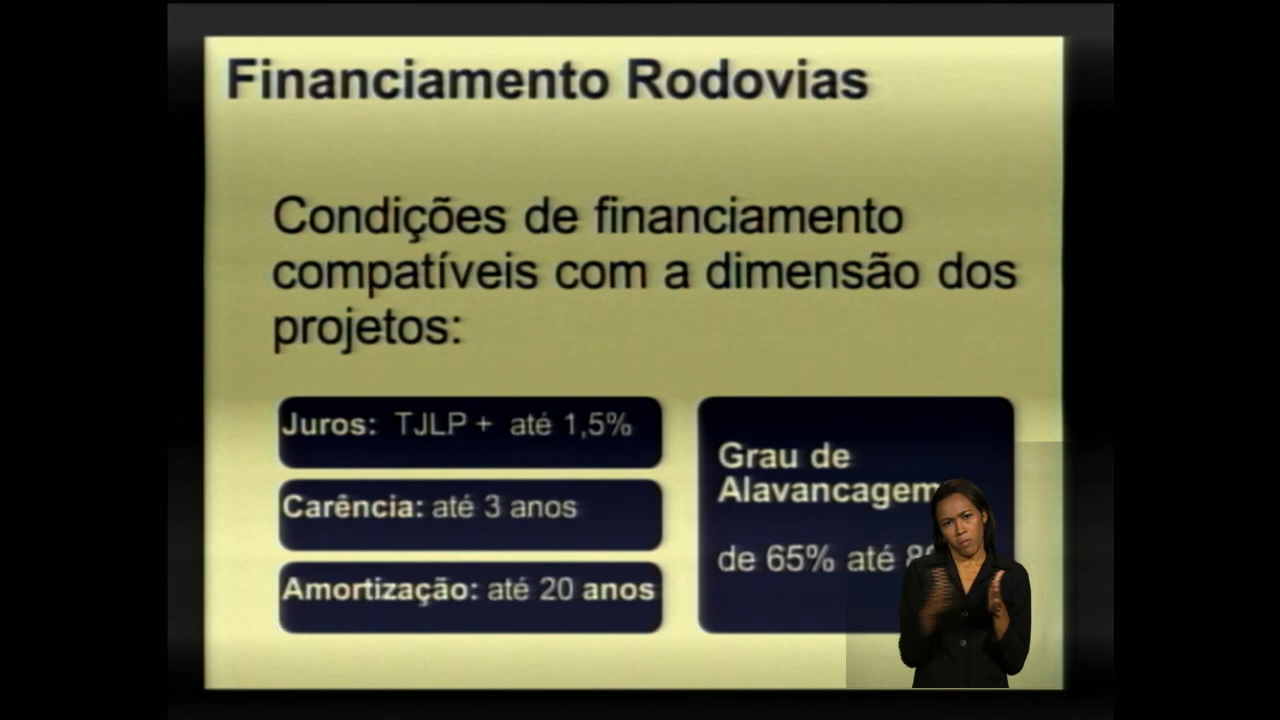 Financiamento Rodovias
Condições de financiamento
compatíveis com a dimensão dos
projetos:
Juros: TJLP + até 1,5%
Carência: até 3 anos
Amortização: até 20 anos
Grau de
Alavancagem
de 65% até